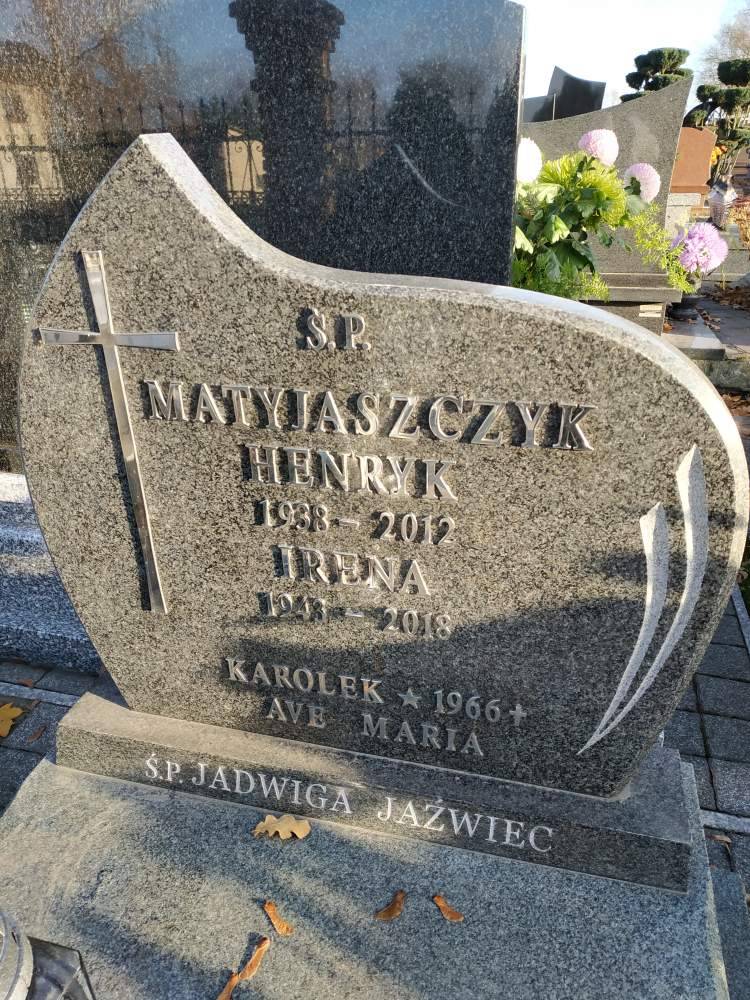 Ś.P.
MATYJASZCZYK
HENRYK
1938 – 2012
IRENA
1943 – 2018
KAROLEK ★ 1966 ✝
AVE MARIA
Ś.P. JADWIGA JAŹWIEC